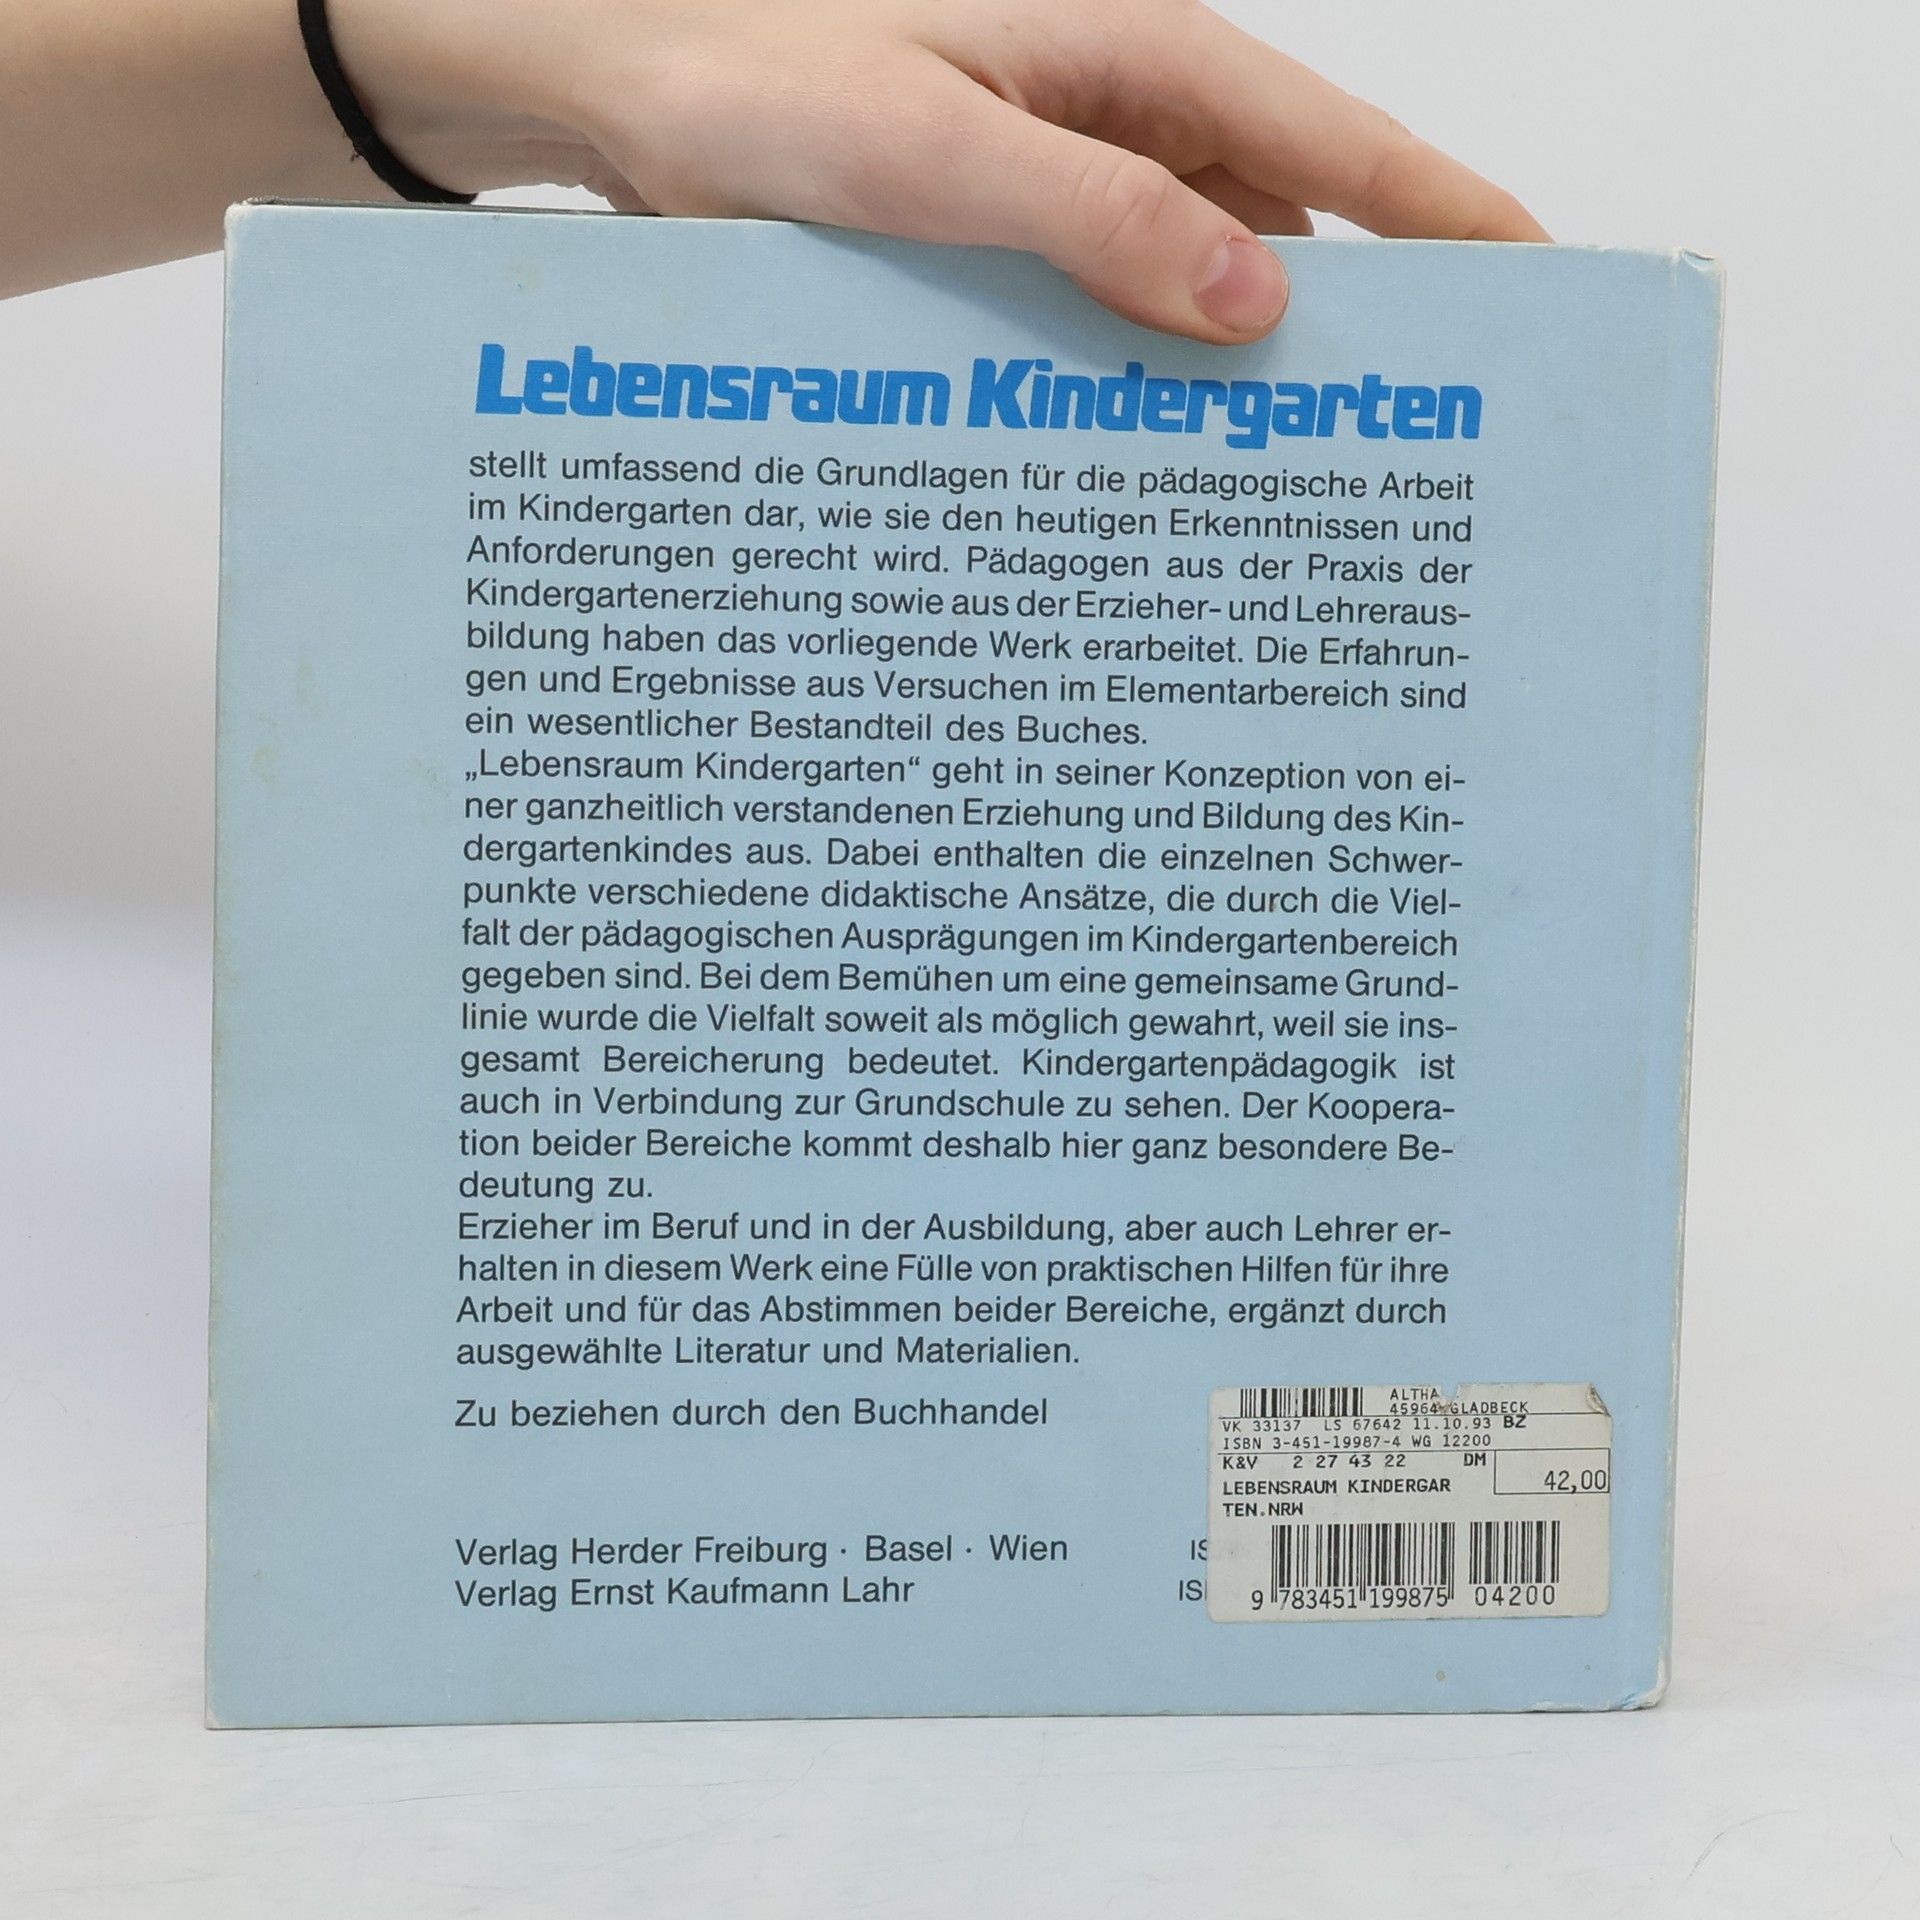 Lebensraum Kindergarten
stellt umfassend die Grundlagen für die pädagogische Arbeit
im Kindergarten dar, wie sie den heutigen Erkenntnissen und
Anforderungen gerecht wird. Pädagogen aus der Praxis der
Kindergartenerziehung sowie aus der Erzieher- und Lehreraus-
bildung haben das vorliegende Werk erarbeitet. Die Erfahrun-
gen und Ergebnisse aus Versuchen im Elementarbereich sind
ein wesentlicher Bestandteil des Buches.
„Lebensraum Kindergarten“ geht in seiner Konzeption von ei-
ner ganzheitlich verstandenen Erziehung und Bildung des Kin-
dergartenkindes aus. Dabei enthalten die einzelnen Schwer-
punkte verschiedene didaktische Ansätze, die durch die Viel-
falt der pädagogischen Ausprägungen im Kindergartenbereich
gegeben sind. Bei dem Bemühen um eine gemeinsame Grund-
linie wurde die Vielfalt soweit als möglich gewahrt, weil sie ins-
gesamt Bereicherung bedeutet. Kindergartenpädagogik ist
auch in Verbindung zur Grundschule zu sehen. Der Koopera-
tion beider Bereiche kommt deshalb hier ganz besondere Be-
deutung zu.
Erzieher im Beruf und in der Ausbildung, aber auch Lehrer er-
halten in diesem Werk eine Fülle von praktischen Hilfen für ihre
Arbeit und für das Abstimmen beider Bereiche, ergänzt durch
ausgewählte Literatur und Materialien.
Zu beziehen durch den Buchhandel
Verlag Herder Freiburg · Basel · Wien
Verlag Ernst Kaufmann Lahr
ALTHA
45964 GLADBECK
VK 33137 LS 67642 11.10.93 BZ
ISBN 3-451-19987-4 WG 12200
K&V 2 27 43 22 DM
42,00
LEBENSRAUM KINDERGAR
TEN.NRW
9 783451 199875 04200